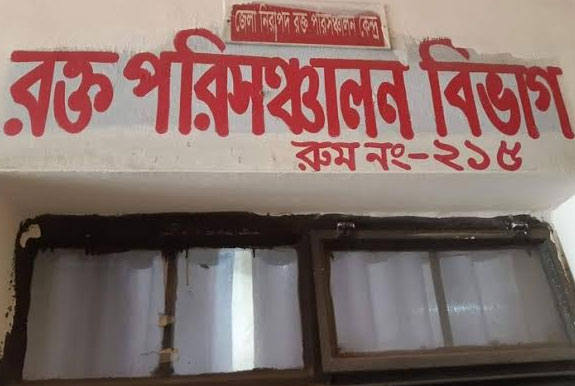 জেলা নিরাপদ রক্ত পরিসঞ্চালন কেন্দ্র
রক্ত পরিসঞ্চালন বিভাগ
রুম নং-২১৫